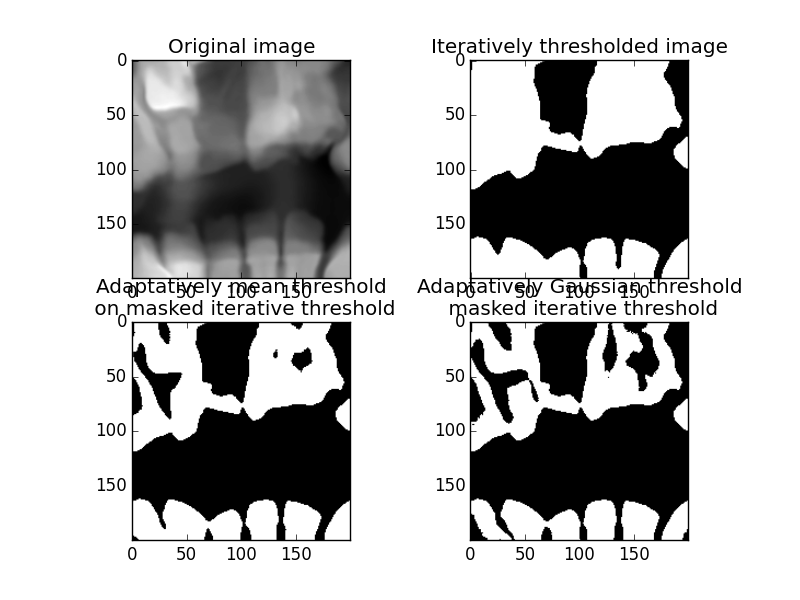 Original image
Iteratively thresholded image
0
50
100
150
0 50 100 150
0
50
100
150
0 50 100 150
Adaptatively mean threshold
on masked iterative threshold
Adaptatively Gaussian threshold
masked iterative threshold
0
50
100
150
0 50 100 150
0
50
100
150
0 50 100 150